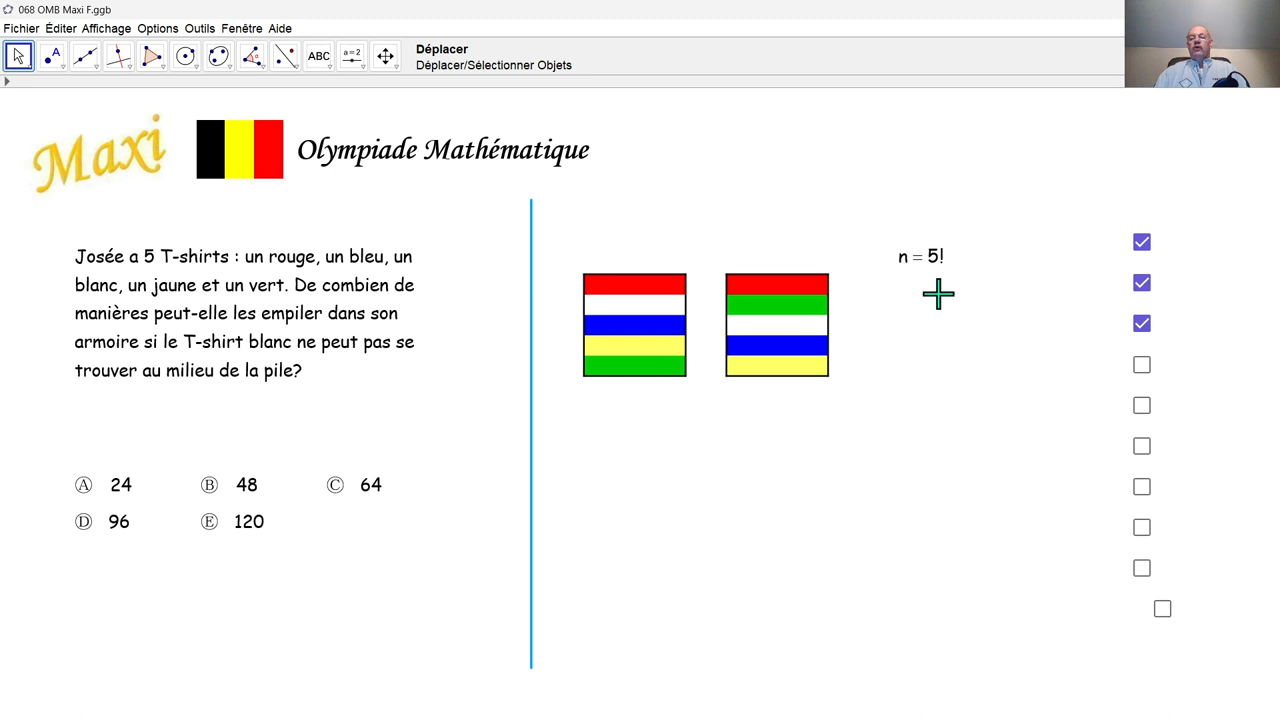 068 OMB Maxi F.ggb
Fichier Éditer Affichage Options Outils Fenêtre Aide
A
ABC
a=2
Déplacer
Déplacer/Sélectionner Objets
Maxi
Olympiade Mathématique
Josée a 5 T-shirts : un rouge, un bleu, un
blanc, un jaune et un vert. De combien de
manières peut-elle les empiler dans son
armoire si le T-shirt blanc ne peut pas se
trouver au milieu de la pile?
n = 5!
Ⓐ 24 Ⓑ 48 Ⓒ 64
Ⓓ 96 Ⓔ 120